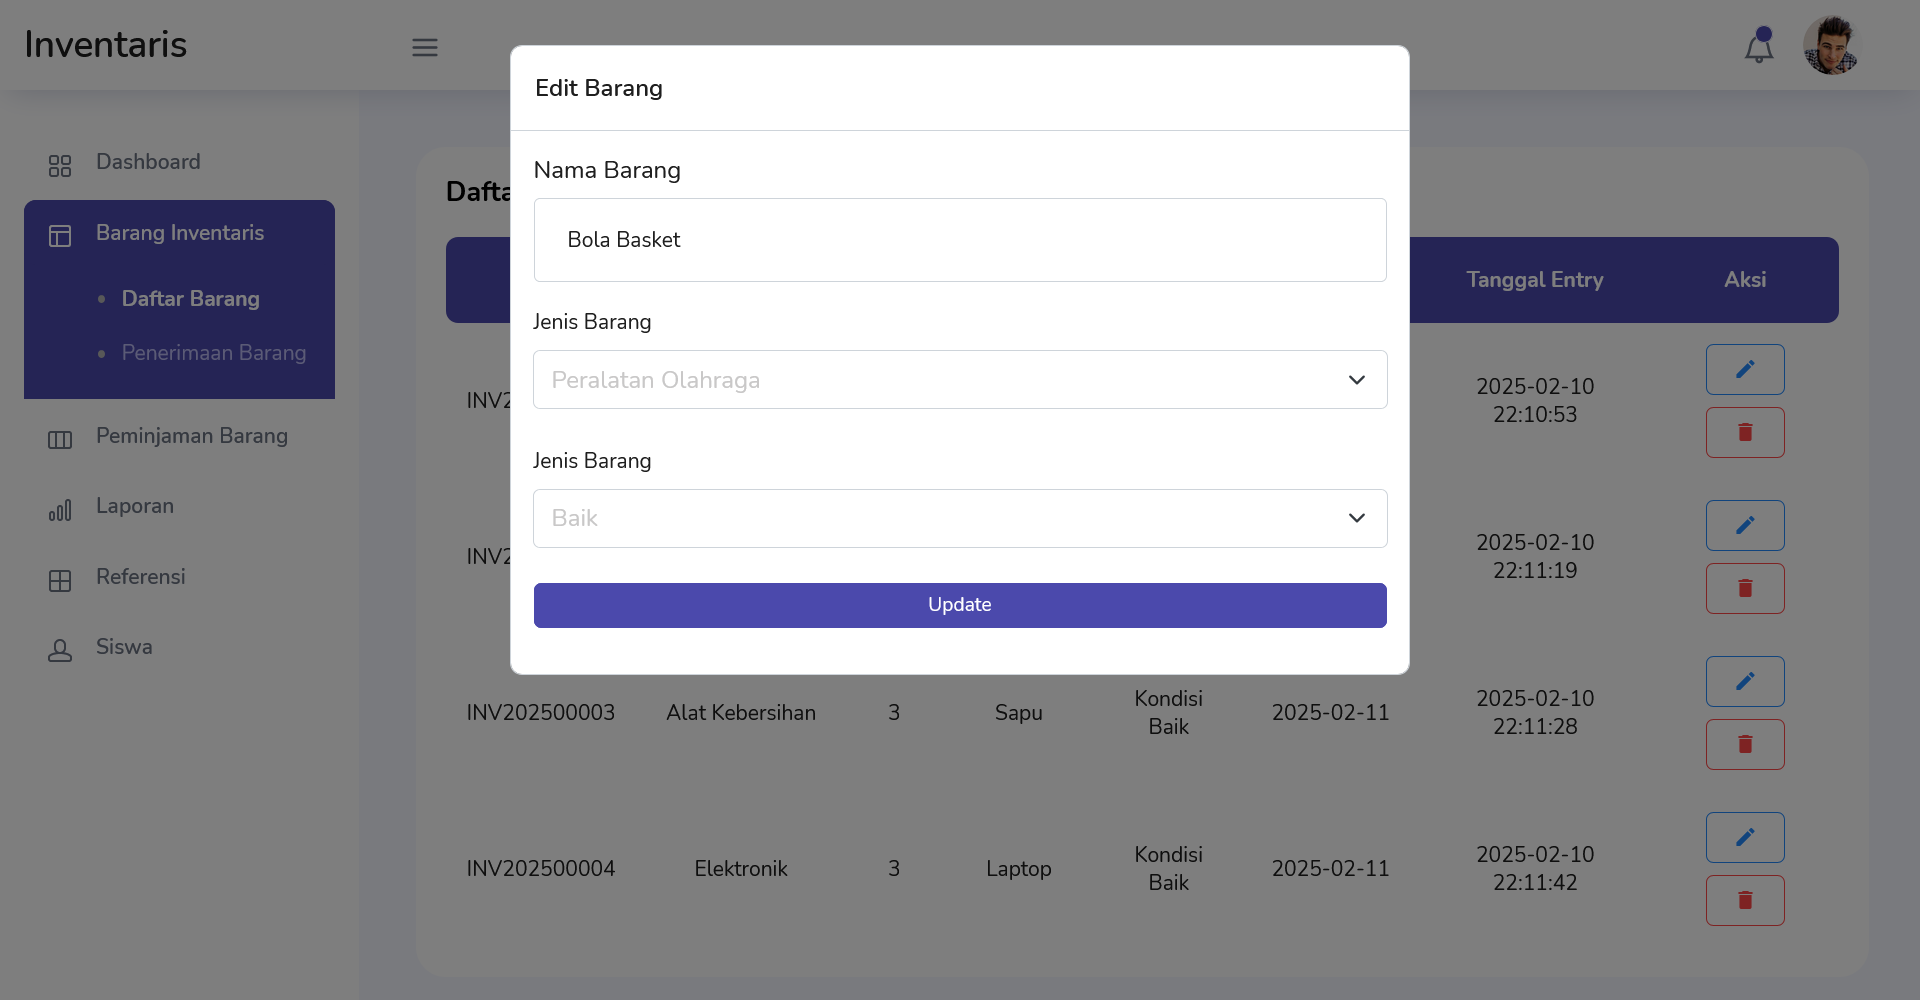 Inventaris
Edit Barang
Dashboard
Barang Inventaris
Daftar Barang
Penerimaan Barang
Peminjaman Barang
Laporan
Referensi
Siswa
Nama Barang
Bola Basket
Jenis Barang
Peralatan Olahraga
Jenis Barang
Baik
Update
Tanggal Entry
Aksi
2025-02-10
22:10:53
2025-02-10
22:11:19
INV202500003 Alat Kebersihan 3 Sapu Kondisi Baik 2025-02-11 2025-02-10 22:11:28
INV202500004 Elektronik 3 Laptop Kondisi Baik 2025-02-11 2025-02-10 22:11:42